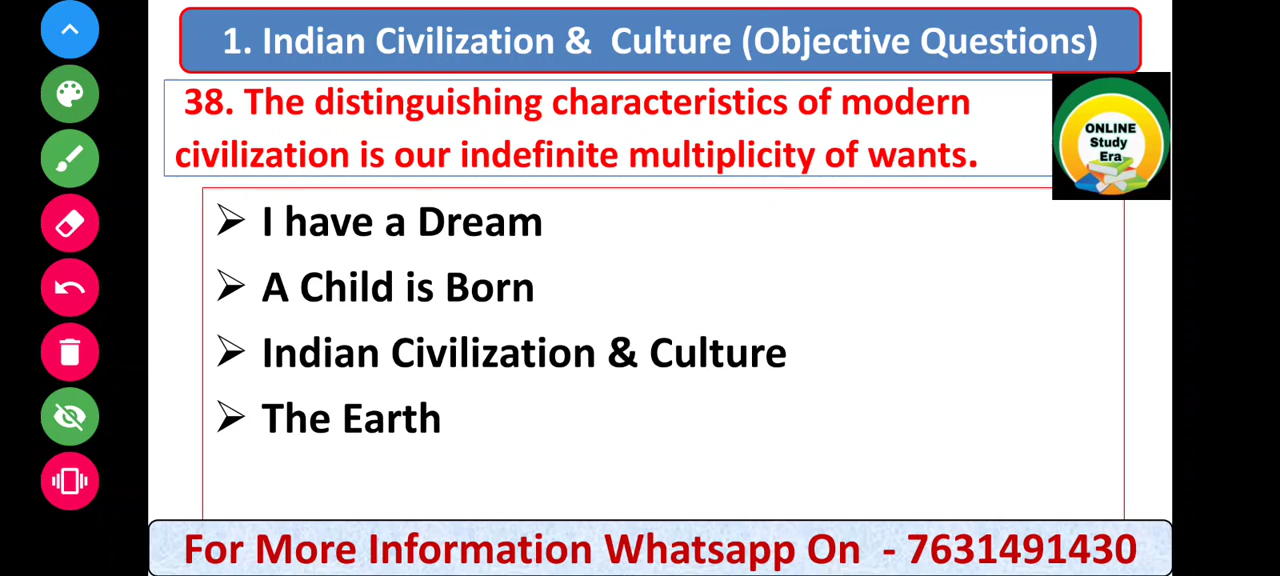 1. Indian Civilization & Culture (Objective Questions)
38. The distinguishing characteristics of modern
civilization is our indefinite multiplicity of wants.
ONLINE
Study
Era
➢ I have a Dream
➢ A Child is Born
➢ Indian Civilization & Culture
➢ The Earth
For More Information Whatsapp On - 7631491430